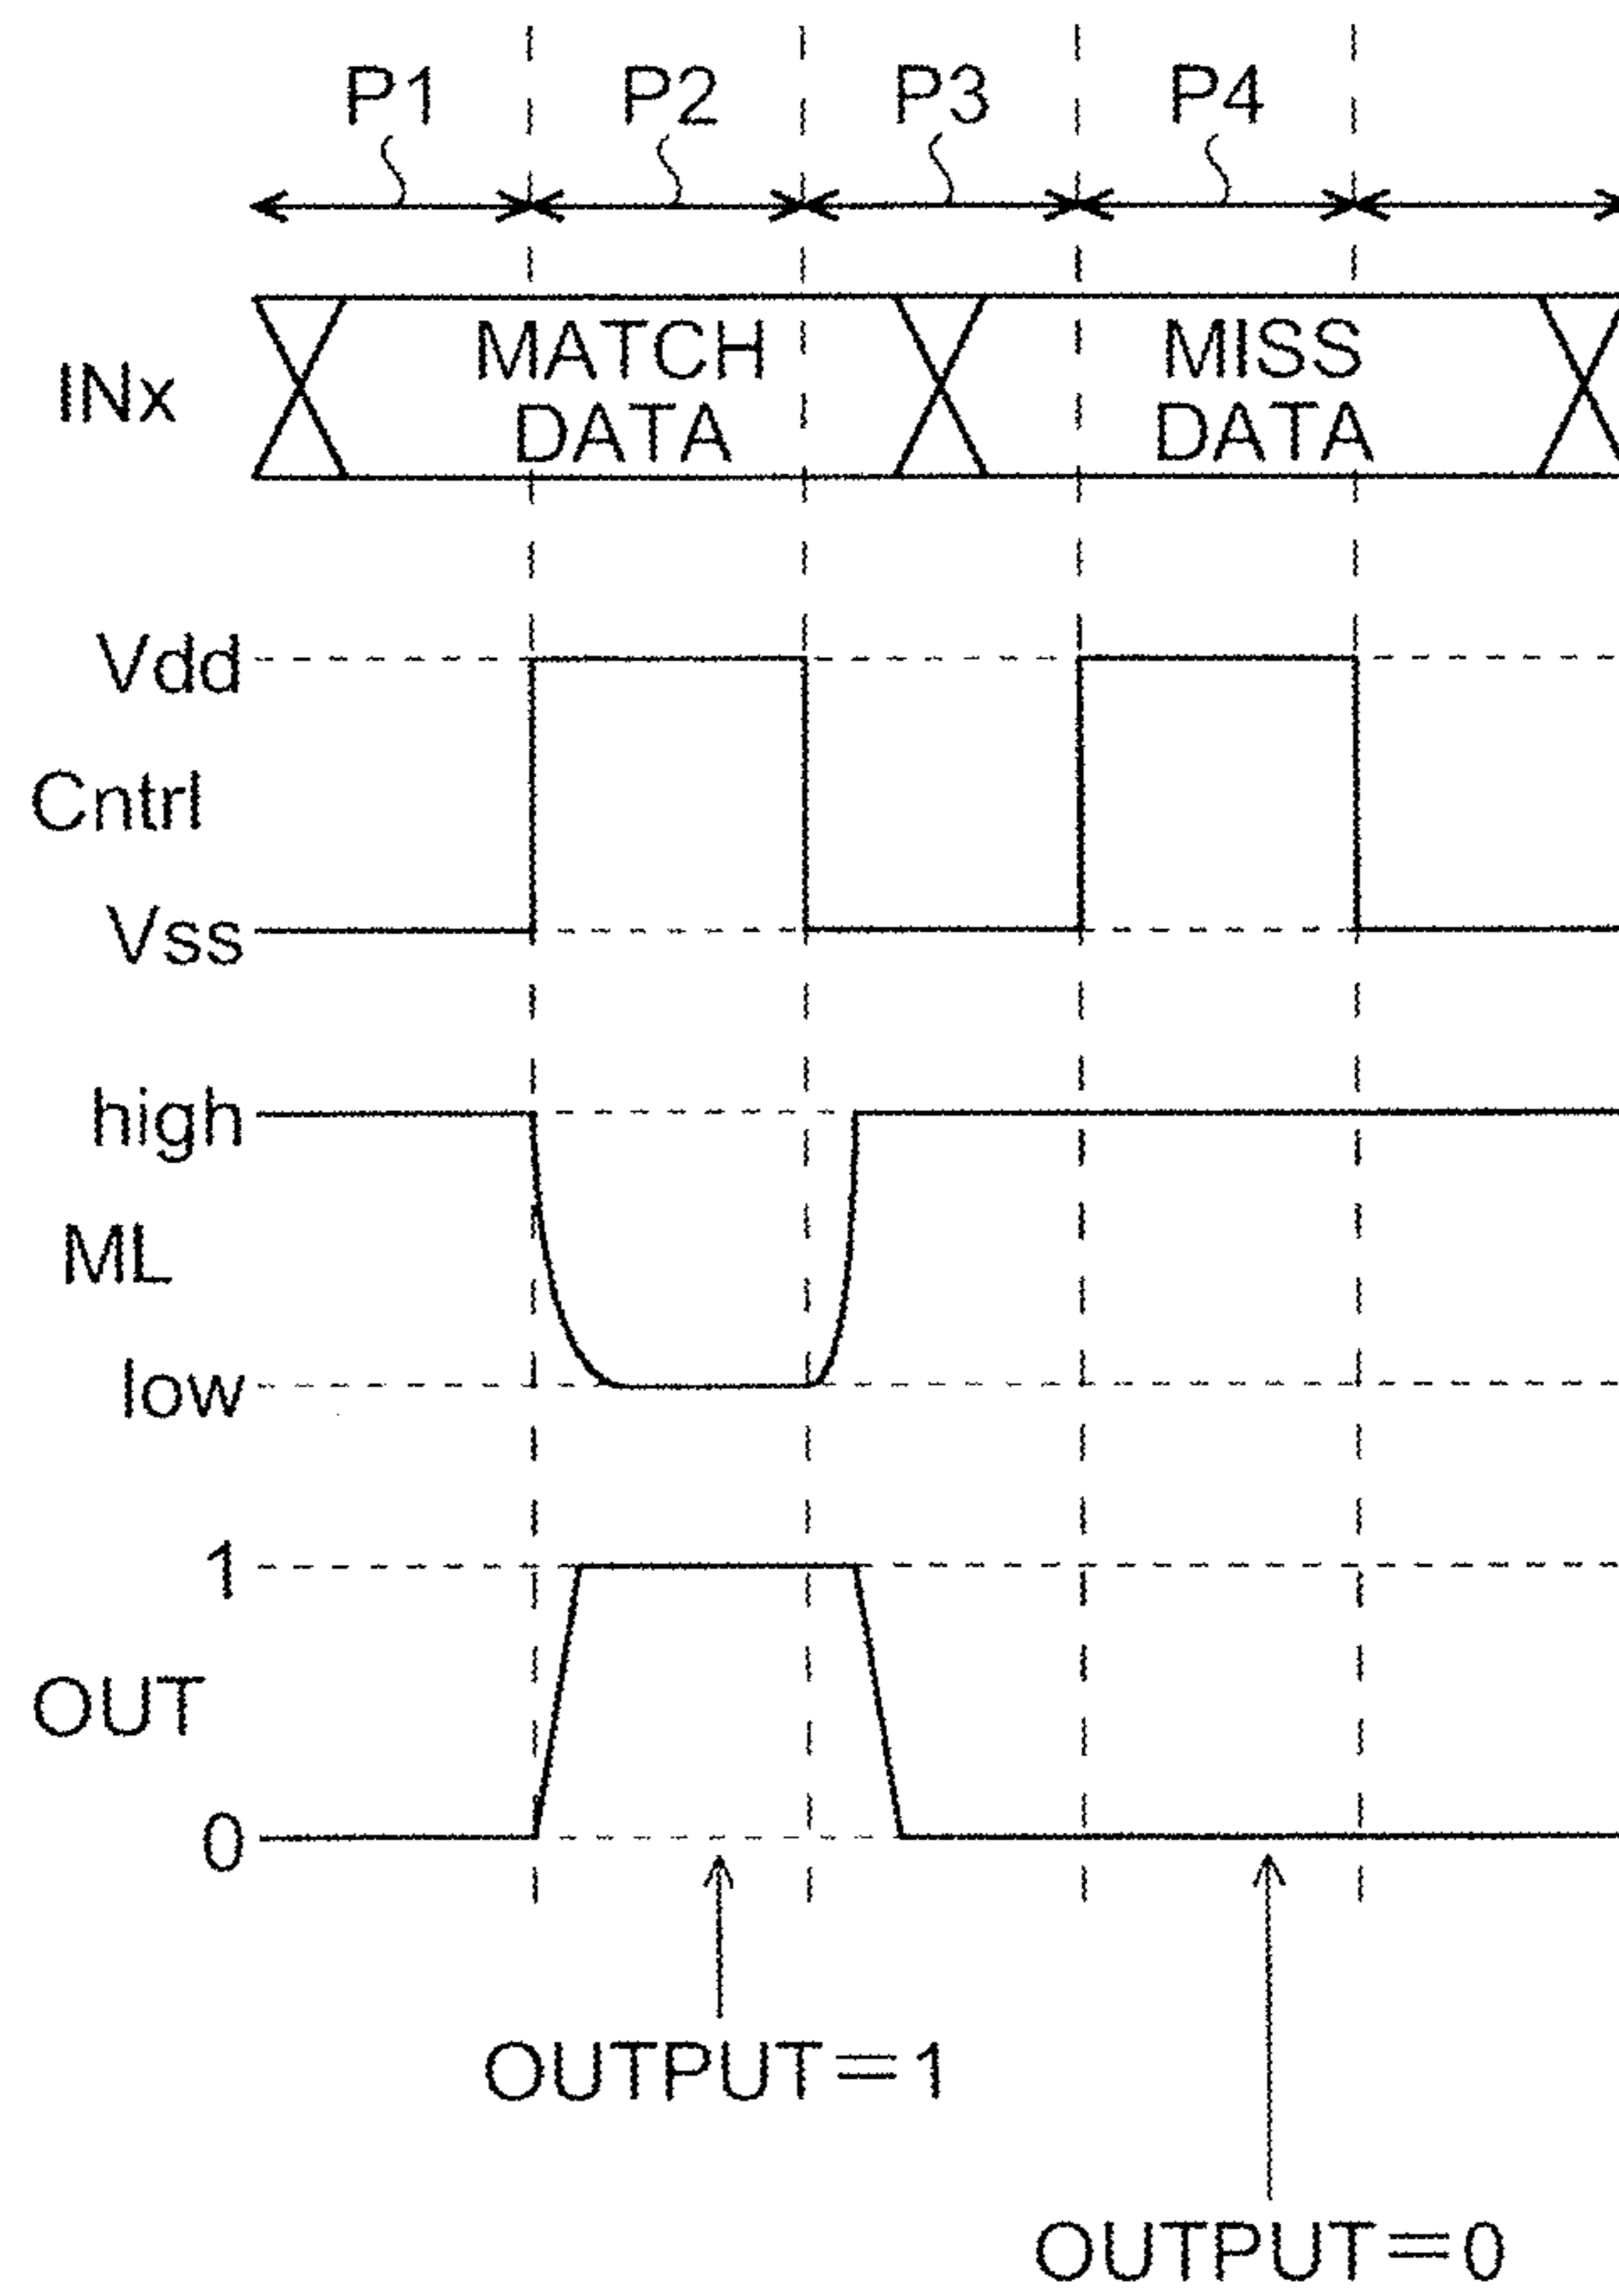 P1 P2 P3 P4
INx
MATCH DATA
MISS DATA
Vdd
Cntrl
Vss
high
ML
low
1
OUT
0
OUTPUT=1
OUTPUT=0